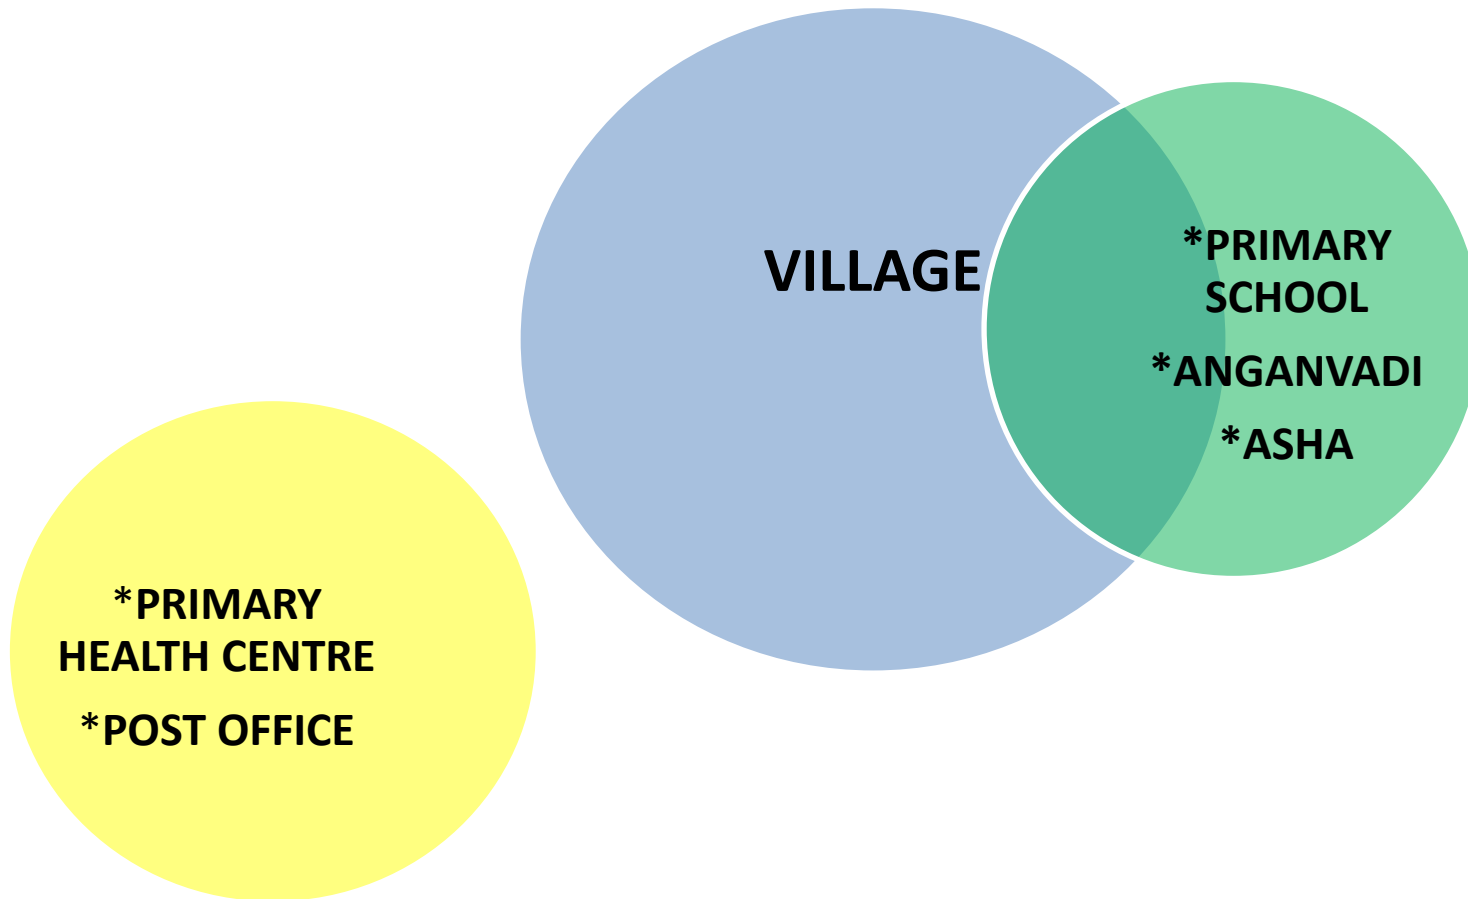 VILLAGE
*PRIMARY
SCHOOL
*ANGANVADI
*ASHA
*PRIMARY
HEALTH CENTRE
*POST OFFICE